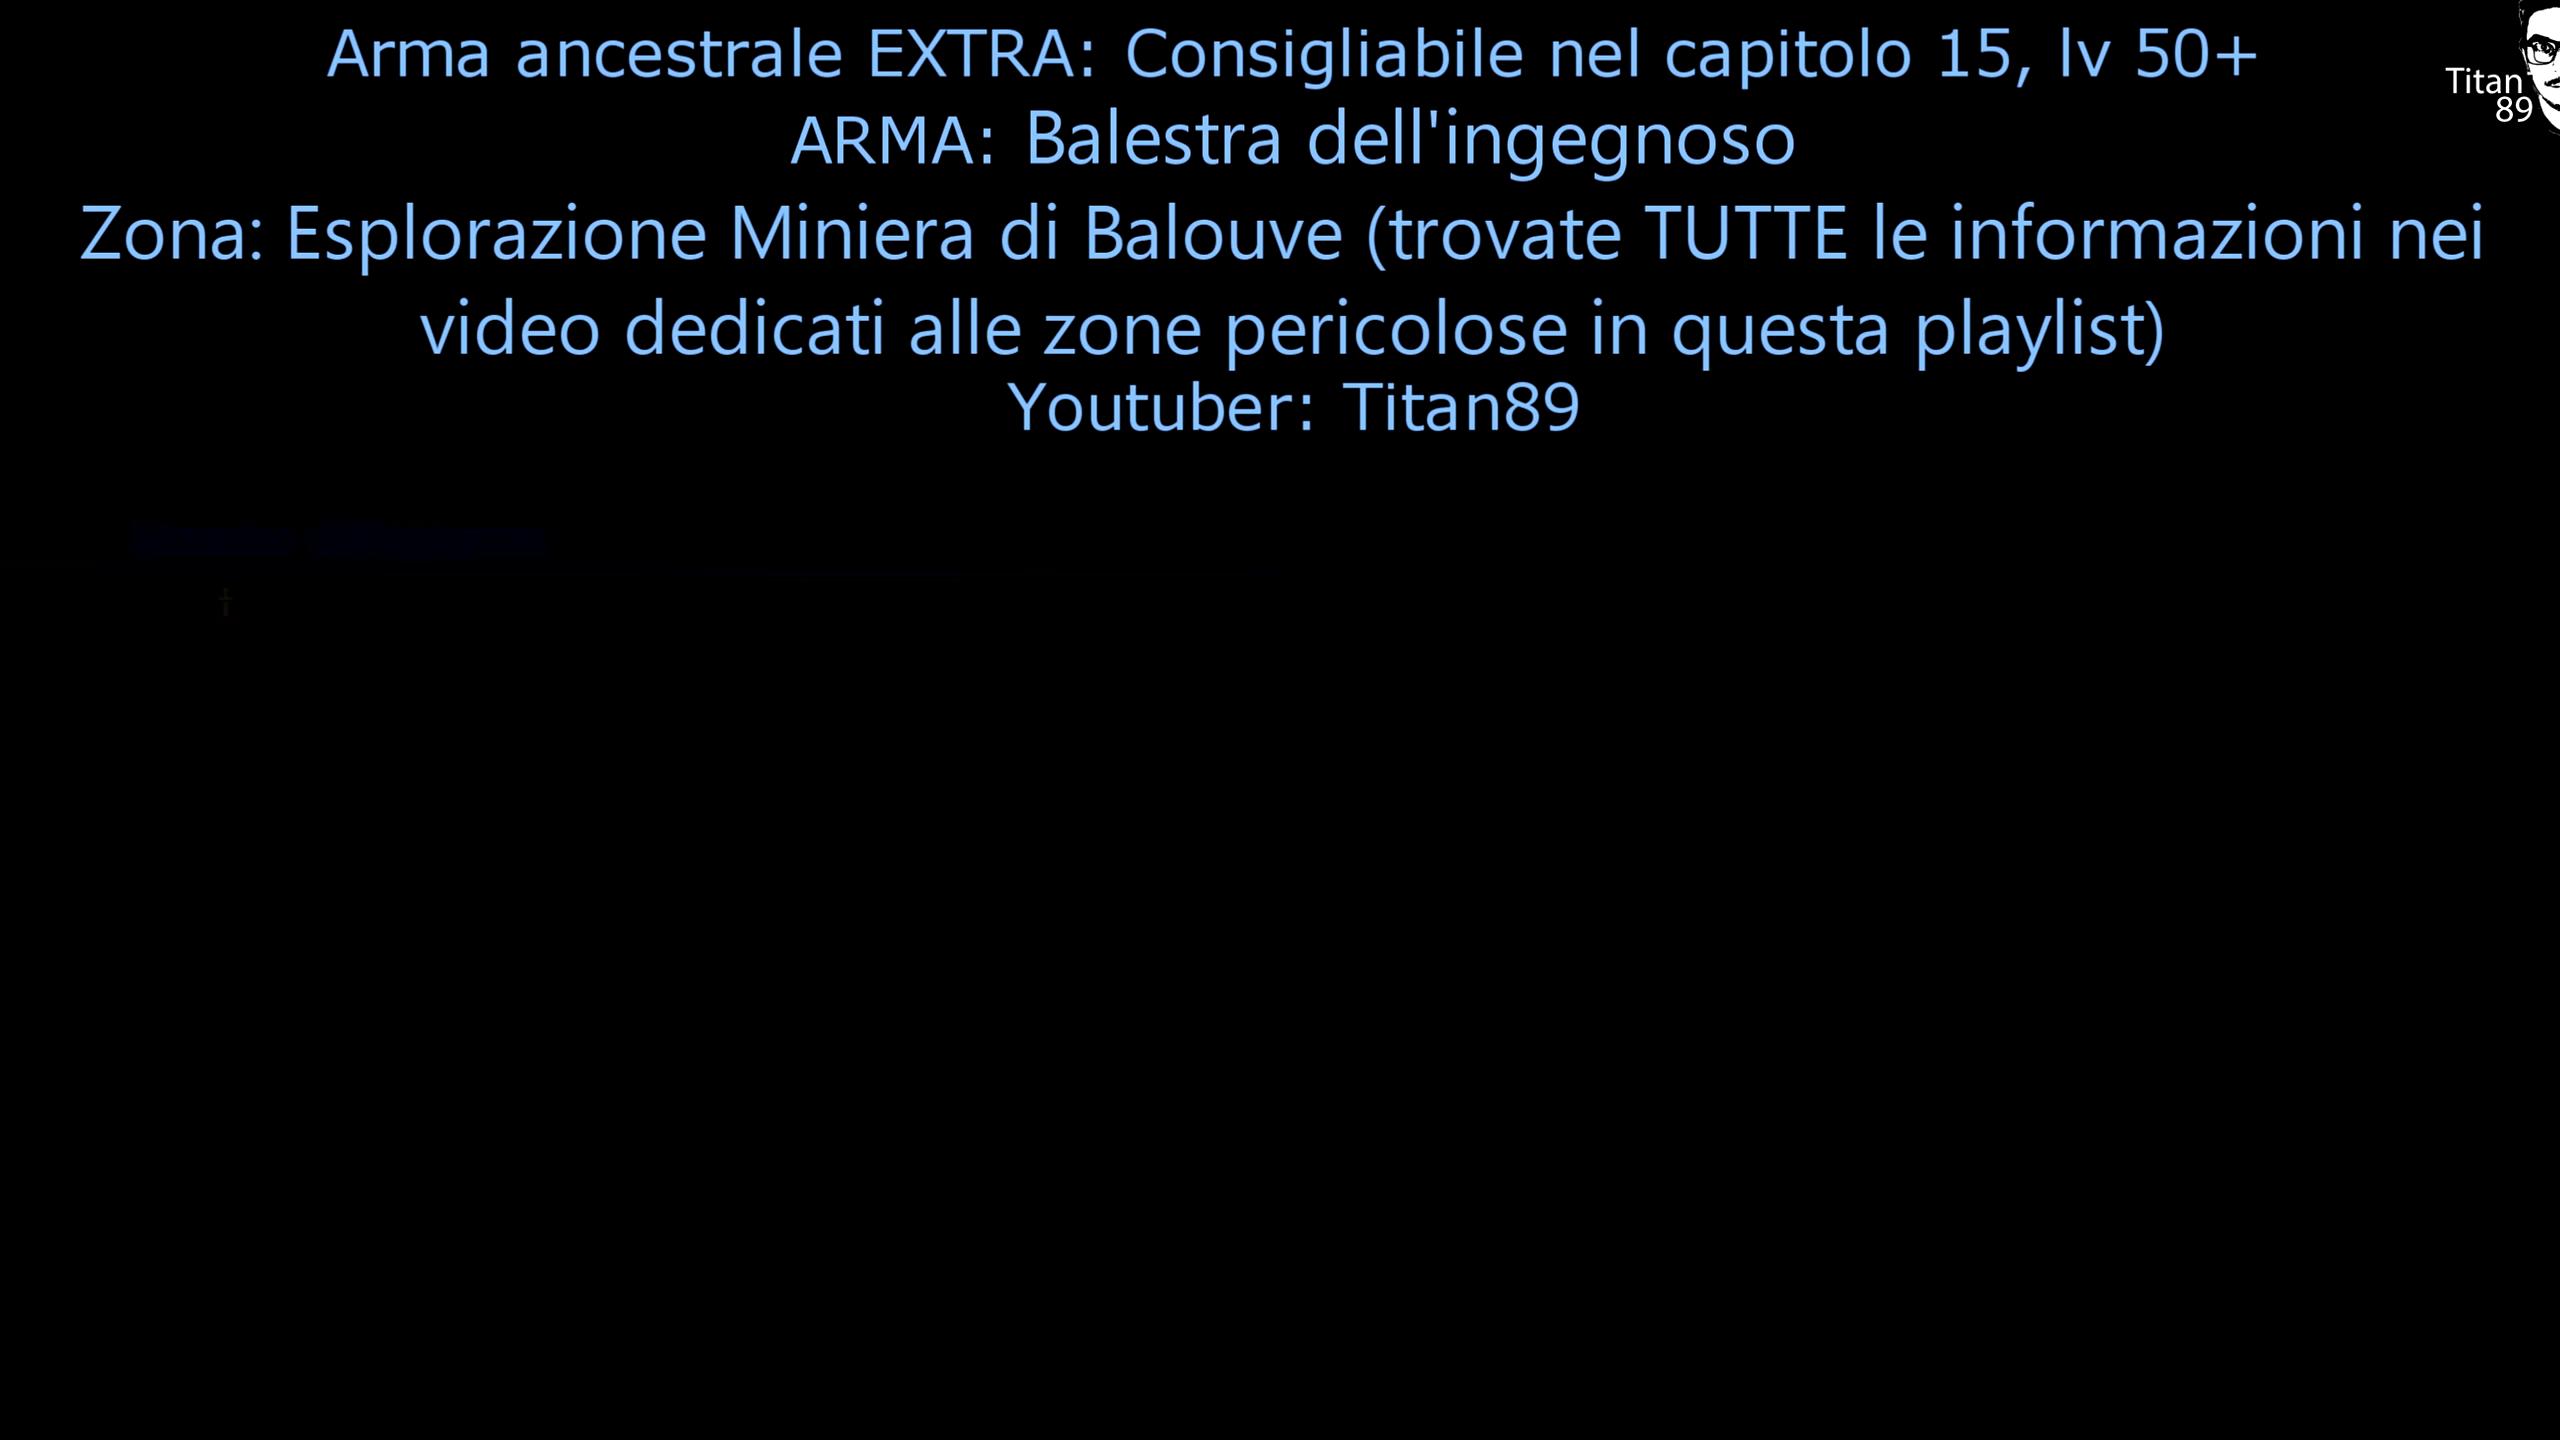 Arma ancestrale EXTRA: Consigliabile nel capitolo 15, lv 50+
ARMA: Balestra dell'ingegnoso
Zona: Esplorazione Miniera di Balouve (trovate TUTTE le informazioni nei
video dedicati alle zone pericolose in questa playlist)
Youtuber: Titan89
Titan
89